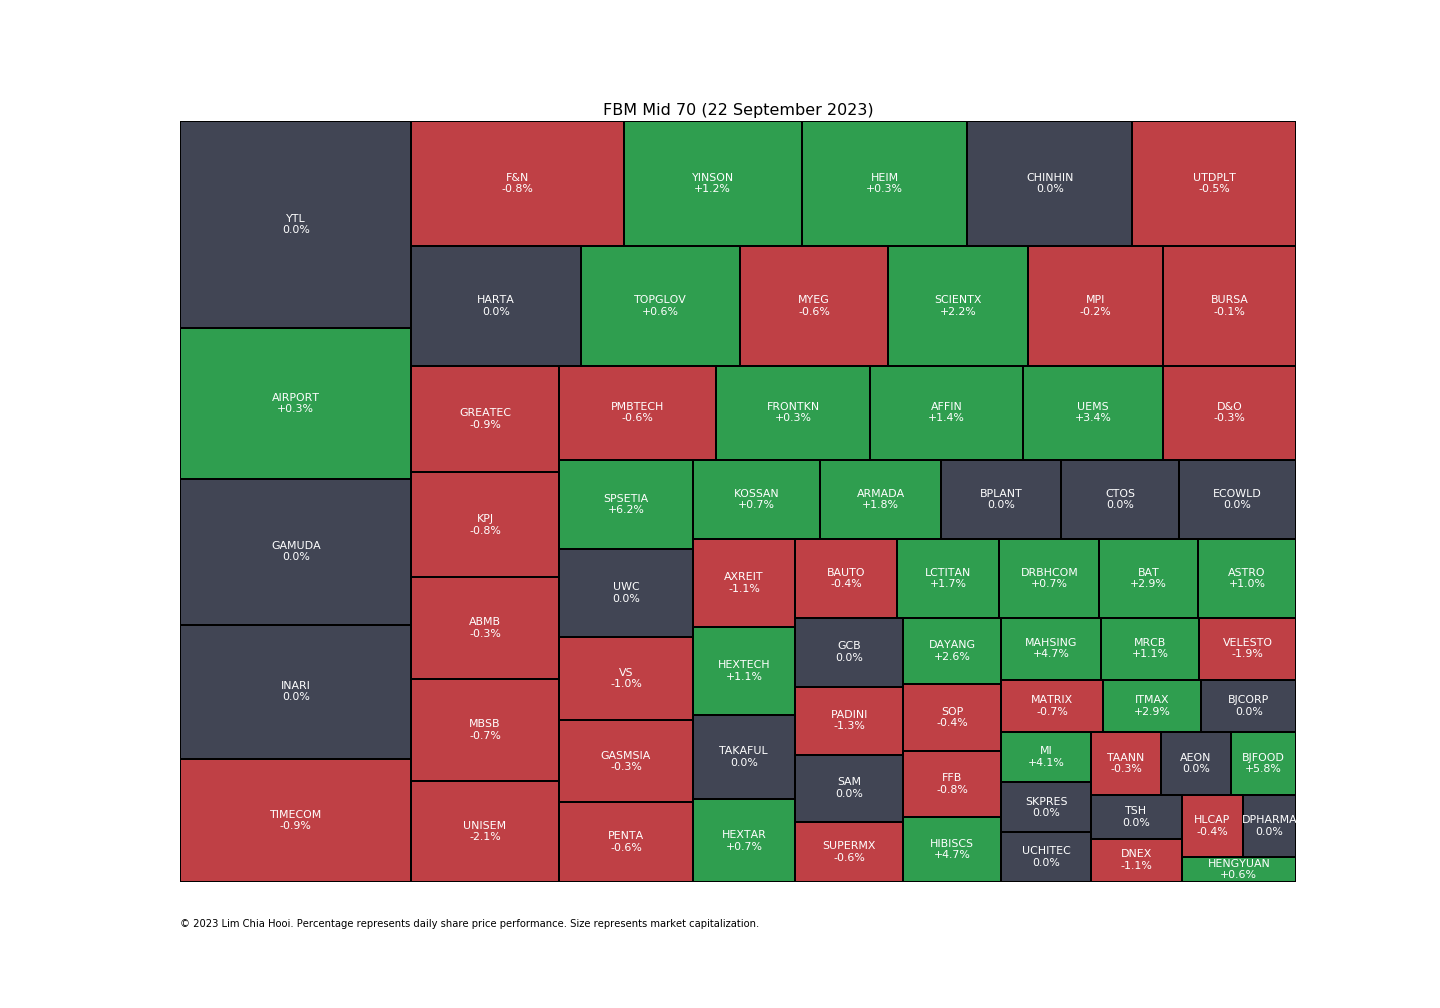 FBM Mid 70 (22 September 2023)
YTL
0.0%
F&N
-0.8%
YINSON
+1.2%
HEIM
+0.3%
CHINHIN
0.0%
UTDPLT
-0.5%
HARTA
0.0%
TOPGLOV
+0.6%
MYEG
-0.6%
SCIENTX
+2.2%
MPI
-0.2%
BURSA
-0.1%
AIRPORT
+0.3%
GREATEC
-0.9%
PMBTECH
-0.6%
FRONTKN
+0.3%
AFFIN
+1.4%
UEMS
+3.4%
D&O
-0.3%
KPJ
-0.8%
SPSETIA
+6.2%
KOSSAN
+0.7%
ARMADA
+1.8%
BPLANT
0.0%
CTOS
0.0%
ECOWLD
0.0%
GAMUDA
0.0%
UWC
0.0%
AXREIT
-1.1%
BAUTO
-0.4%
LCTITAN
+1.7%
DRBHCOM
+0.7%
BAT
+2.9%
ASTRO
+1.0%
ABMB
-0.3%
VS
-1.0%
HEXTECH
+1.1%
GCB
0.0%
DAYANG
+2.6%
MAHSING
+4.7%
MRCB
+1.1%
VELESTO
-1.9%
INARI
0.0%
MBSB
-0.7%
GASMSIA
-0.3%
TAKAFUL
0.0%
PADINI
-1.3%
SOP
-0.4%
MATRIX
-0.7%
ITMAX
+2.9%
BJCORP
0.0%
SAM
0.0%
FFB
-0.8%
MI
+4.1%
TAANN
-0.3%
AEON
0.0%
BJFOOD
+5.8%
TIMECOM
-0.9%
UNISEM
-2.1%
PENTA
-0.6%
HEXTAR
+0.7%
SUPERMX
-0.6%
HIBISCS
+4.7%
SKPRES
0.0%
UCHITEC
0.0%
TSH
0.0%
DNEX
-1.1%
HLCAP
-0.4%
DPHARMA
0.0%
HENGYUAN
+0.6%
© 2023 Lim Chia Hooi. Percentage represents daily share price performance. Size represents market capitalization.